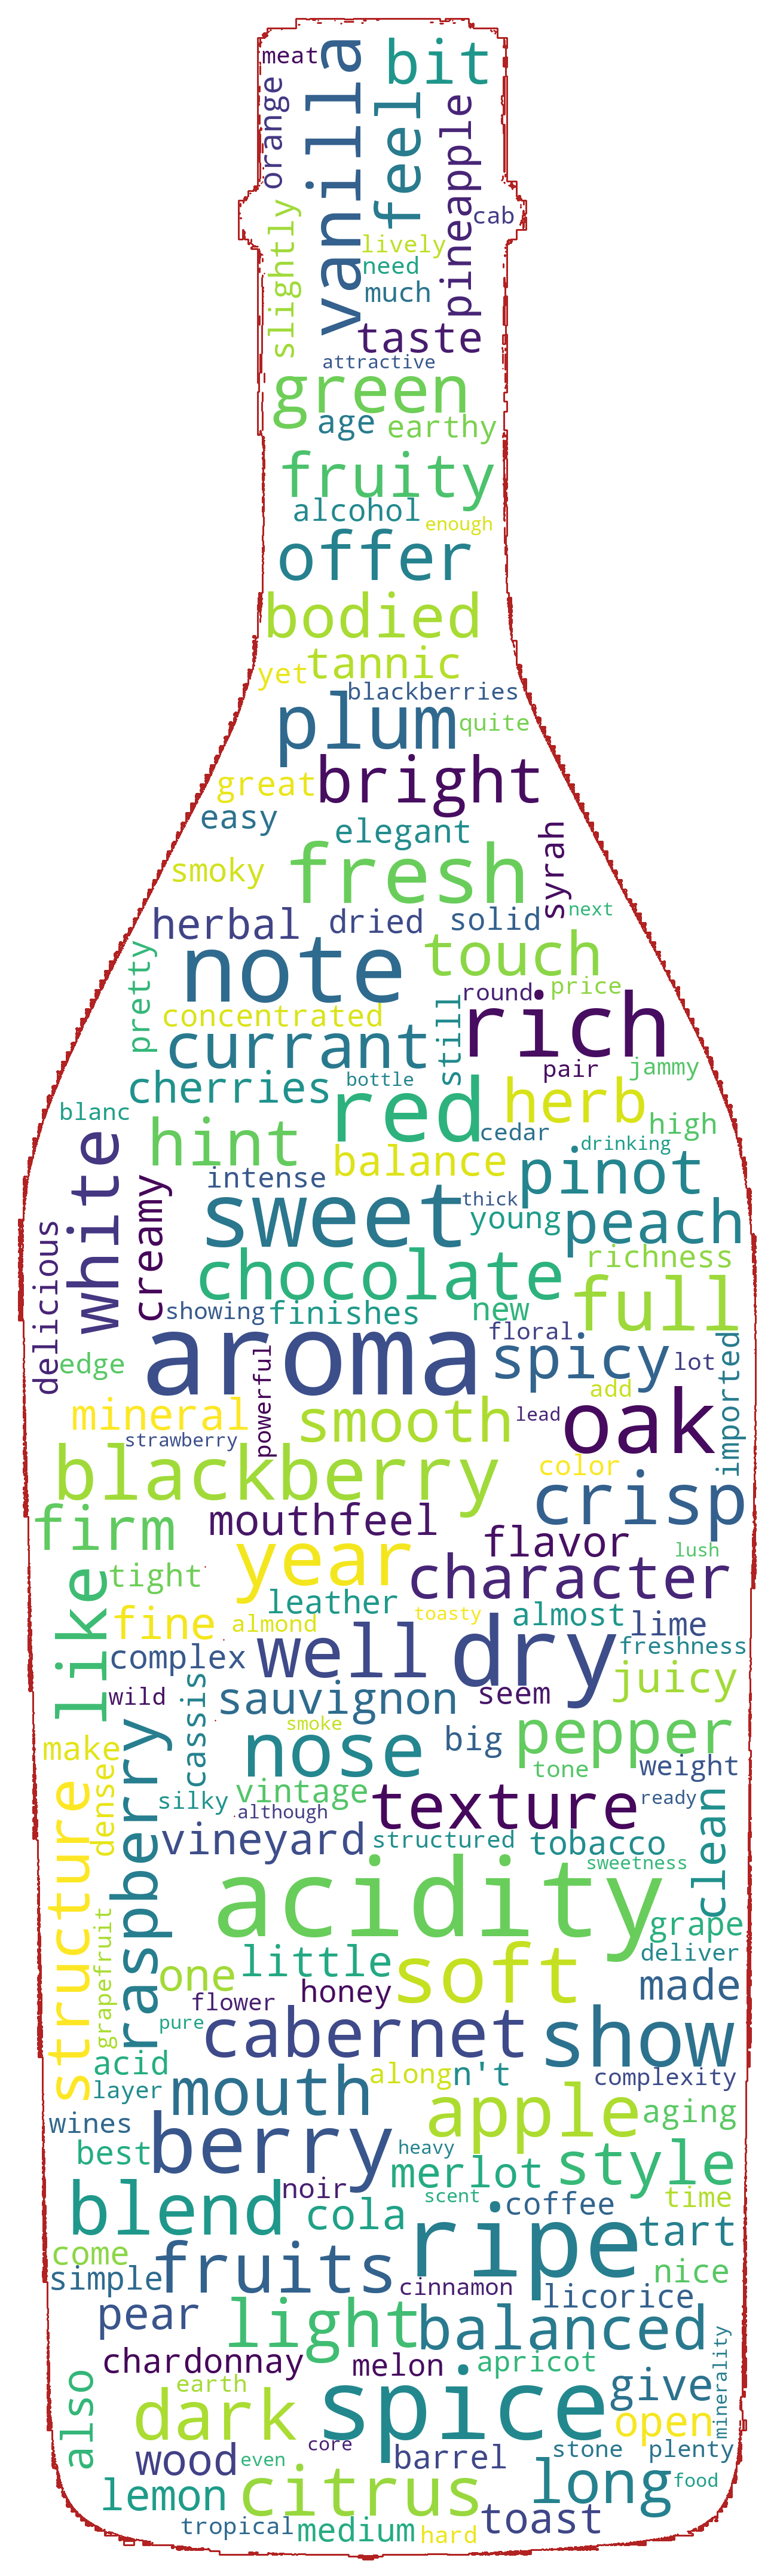 meat
vanilla
bit
orange
feel
pineapple
cab
slightly
lively
need
much
taste
attractive
green
age
earthy
fruity
alcohol
enough
offer
bodied
yet
tannic
blackberries
plum
quite
great
bright
easy
elegant
smoky
fresh
syrah
herbal
dried
solid
next
note
touch
pretty
round
price
concentrated
rich
currant
still
pair
jammy
cherries
bottle
red
herb
blanc
hint
cedar
high
drinking
white
balance
pinot
creamy
intense
sweet
thick
young
peach
delicious
chocolate
richness
full
showing
finishes
new
aroma
floral
spicy
lot
edge
powerful
imported
add
mineral
smooth
lead
oak
strawberry
blackberry
color
crisp
firm
mouthfeel
flavor
lush
year
like
tight
character
leather
fine
almond
toasty
almost
lime
complex
well
dry
freshness
juicy
wild
cassis
sauvignon
seem
raspberry
smoke
nose
big
pepper
make
dense
tone
weight
structure
silky
vintage
although
texture
ready
clean
vineyard
structured
tobacco
acidity
sweetness
grapefruit
grape
one
little
soft
deliver
flower
honey
made
pure
cabernet
show
acid
layer
mouth
along
n't
complexity
wines
apple
aging
best
berry
heavy
merlot
style
noir
blend
cola
scent
coffee
time
come
ripe
tart
simple
fruits
cinnamon
licorice
nice
pear
light
balanced
chardonnay
melon
apricot
minerality
also
earth
dark
spice
give
open
wood
even
core
barrel
stone
plenty
lemon
citrus
long
food
tropical
medium
hard
toast